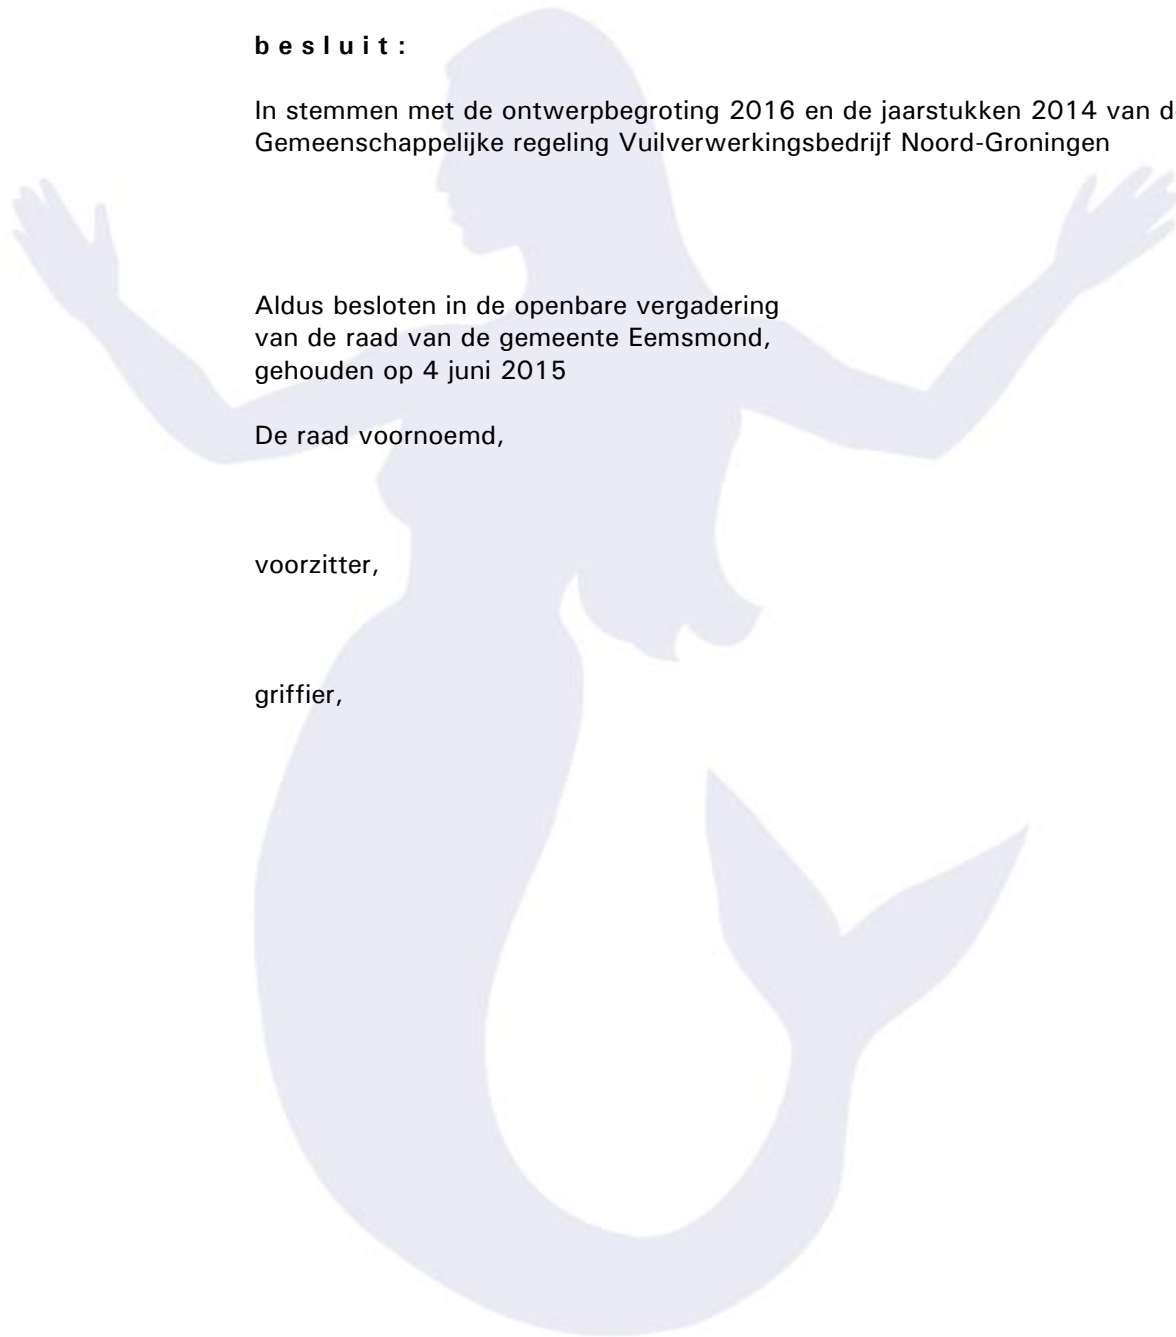 b e s l u i t :
In stemmen met de ontwerpbegroting 2016 en de jaarstukken 2014 van d
Gemeenschappelijke regeling Vuilverwerkingsbedrijf Noord-Groningen
Aldus besloten in de openbare vergadering
van de raad van de gemeente Eemsmond,
gehouden op 4 juni 2015
De raad voornoemd,
voorzitter,
griffier,